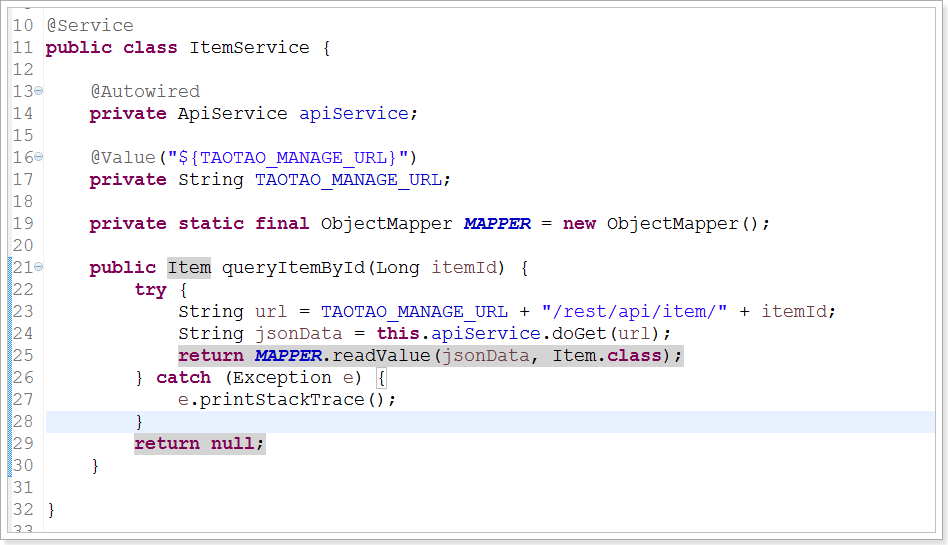 10 @Service
11 public class ItemService {
12
13 @Autowired
14 private ApiService apiService;
15
16 @Value("${TAOTAO_MANAGE_URL}")
17 private String TAOTAO_MANAGE_URL;
18
19 private static final ObjectMapper MAPPER = new ObjectMapper();
20
21 public Item queryItemById(Long itemId) {
22 try {
23 String url = TAOTAO_MANAGE_URL + "/rest/api/item/" + itemId;
24 String jsonData = this.apiService.doGet(url);
25 return MAPPER.readValue(jsonData, Item.class);
26 } catch (Exception e) {
27 e.printStackTrace();
28 }
29 return null;
30 }
31
32 }
33